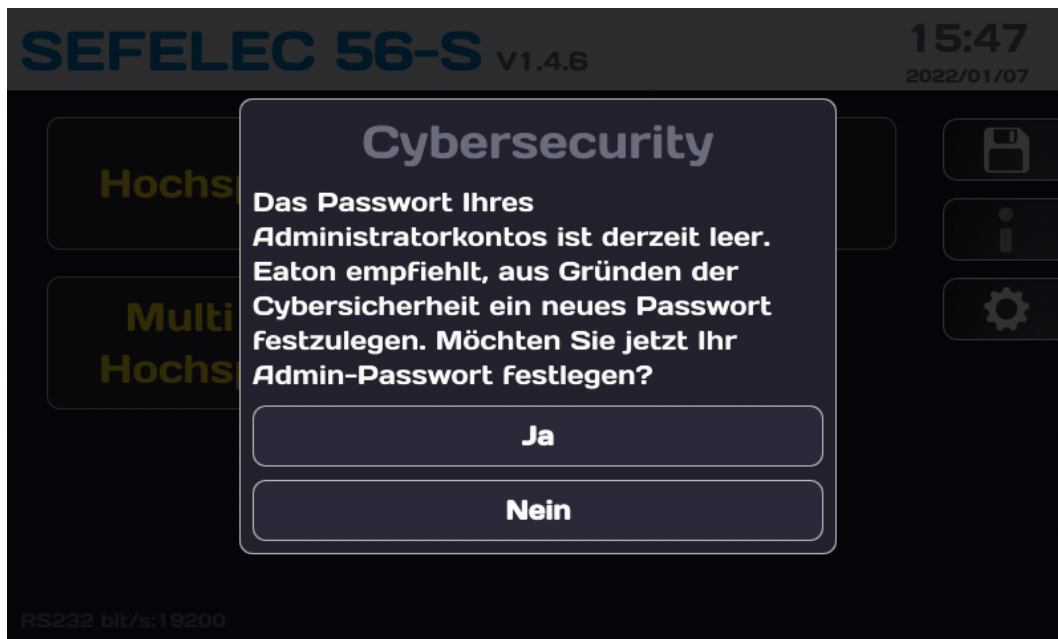 SEFELEC 56-S V1.4.6
15:47
2022/01/07
Cybersecurity
Das Passwort Ihres
Administratorkontos ist derzeit leer.
Eaton empfiehlt, aus Gründen der
Cybersicherheit ein neues Passwort
festzulegen. Möchten Sie jetzt Ihr
Admin-Passwort festlegen?
Ja
Nein
Hochs
Multi
Hochs
RS232 bit/s:19200